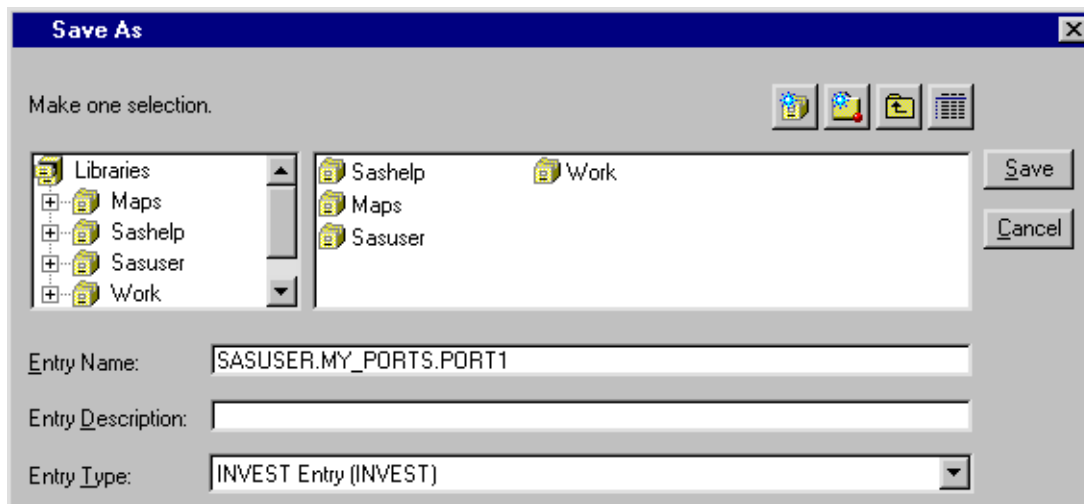 Save As
Make one selection.
Libraries
Maps
Sashelp
Sasuser
Work
Sashelp Work
Maps
Sasuser
Save
Cancel
Entry Name: SASUSER.MY_PORTS.PORT1
Entry Description:
Entry Type: INVEST Entry (INVEST)